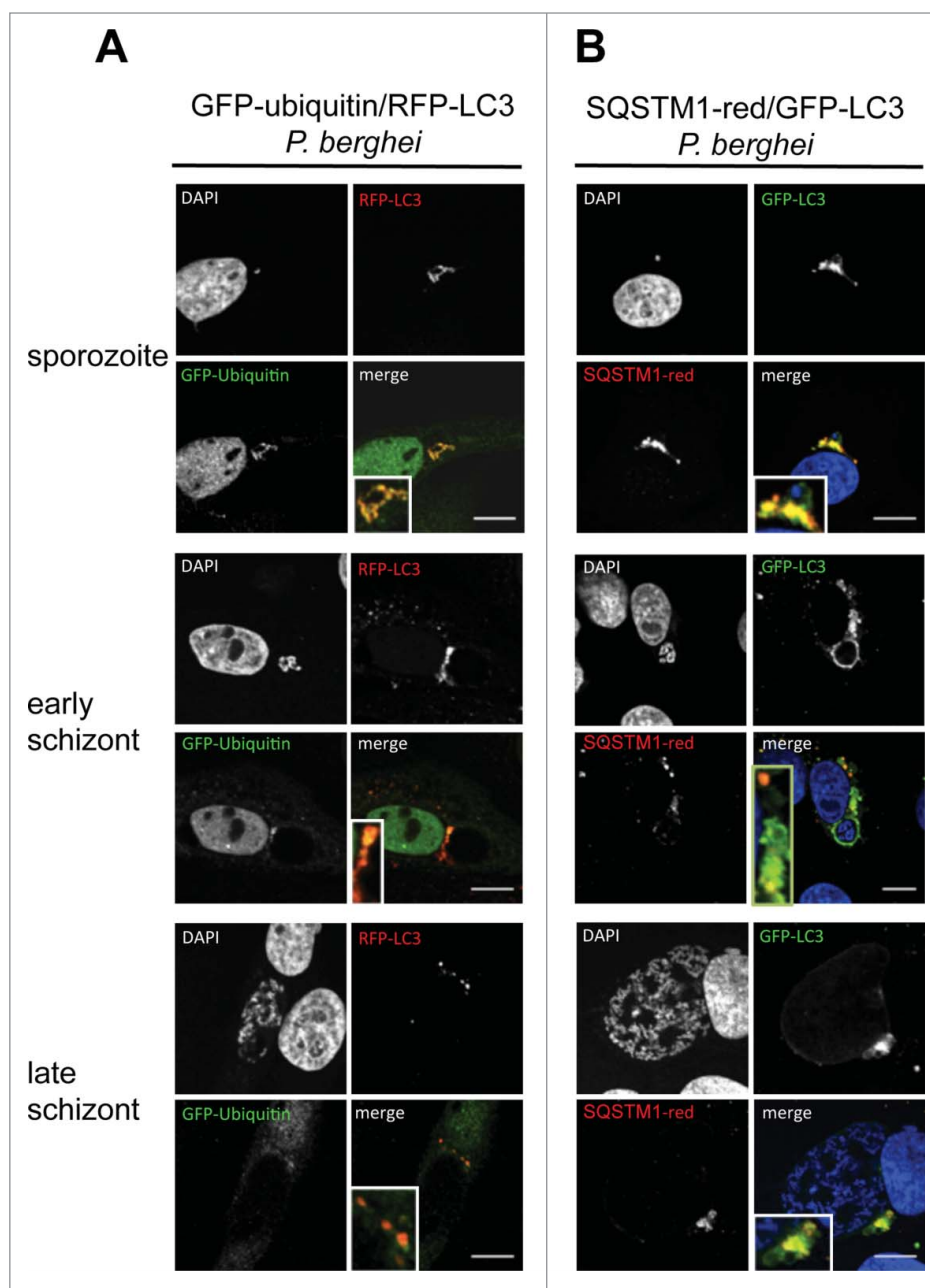 A
GFP-ubiquitin/RFP-LC3
P. berghei
sporozoite
DAPI
RFP-LC3
GFP-Ubiquitin
merge
early
schizont
DAPI
RFP-LC3
GFP-Ubiquitin
merge
late
schizont
DAPI
RFP-LC3
GFP-Ubiquitin
merge
B
SQSTM1-red/GFP-LC3
P. berghei
DAPI
GFP-LC3
SQSTM1-red
merge
DAPI
GFP-LC3
SQSTM1-red
merge
DAPI
GFP-LC3
SQSTM1-red
merge